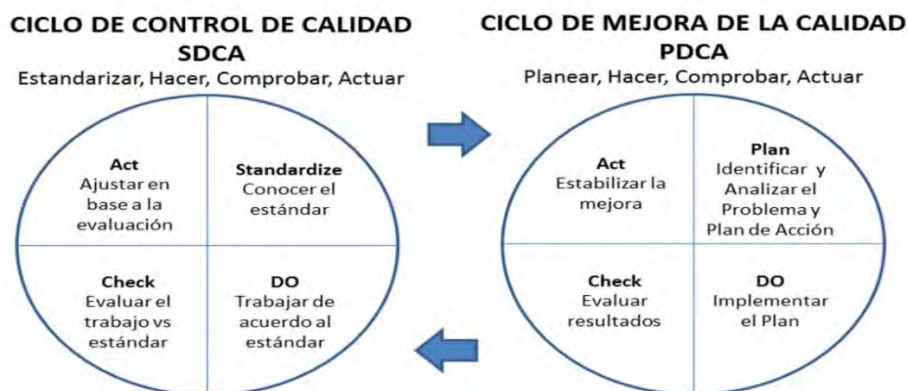 CICLO DE CONTROL DE CALIDAD
SDCA
Estandarizar, Hacer, Comprobar, Actuar
Act
Ajustar en
base a la
evaluación
Standardize
Conocer el
estándar
Check
Evaluar el
trabajo vs
estándar
DO
Trabajar de
acuerdo al
estándar
CICLO DE MEJORA DE LA CALIDAD
PDCA
Planear, Hacer, Comprobar, Actuar
Act
Estabilizar la
mejora
Plan
Identificar y
Analizar el
Problema y
Plan de Acción
Check
Evaluar
resultados
DO
Implementar
el Plan